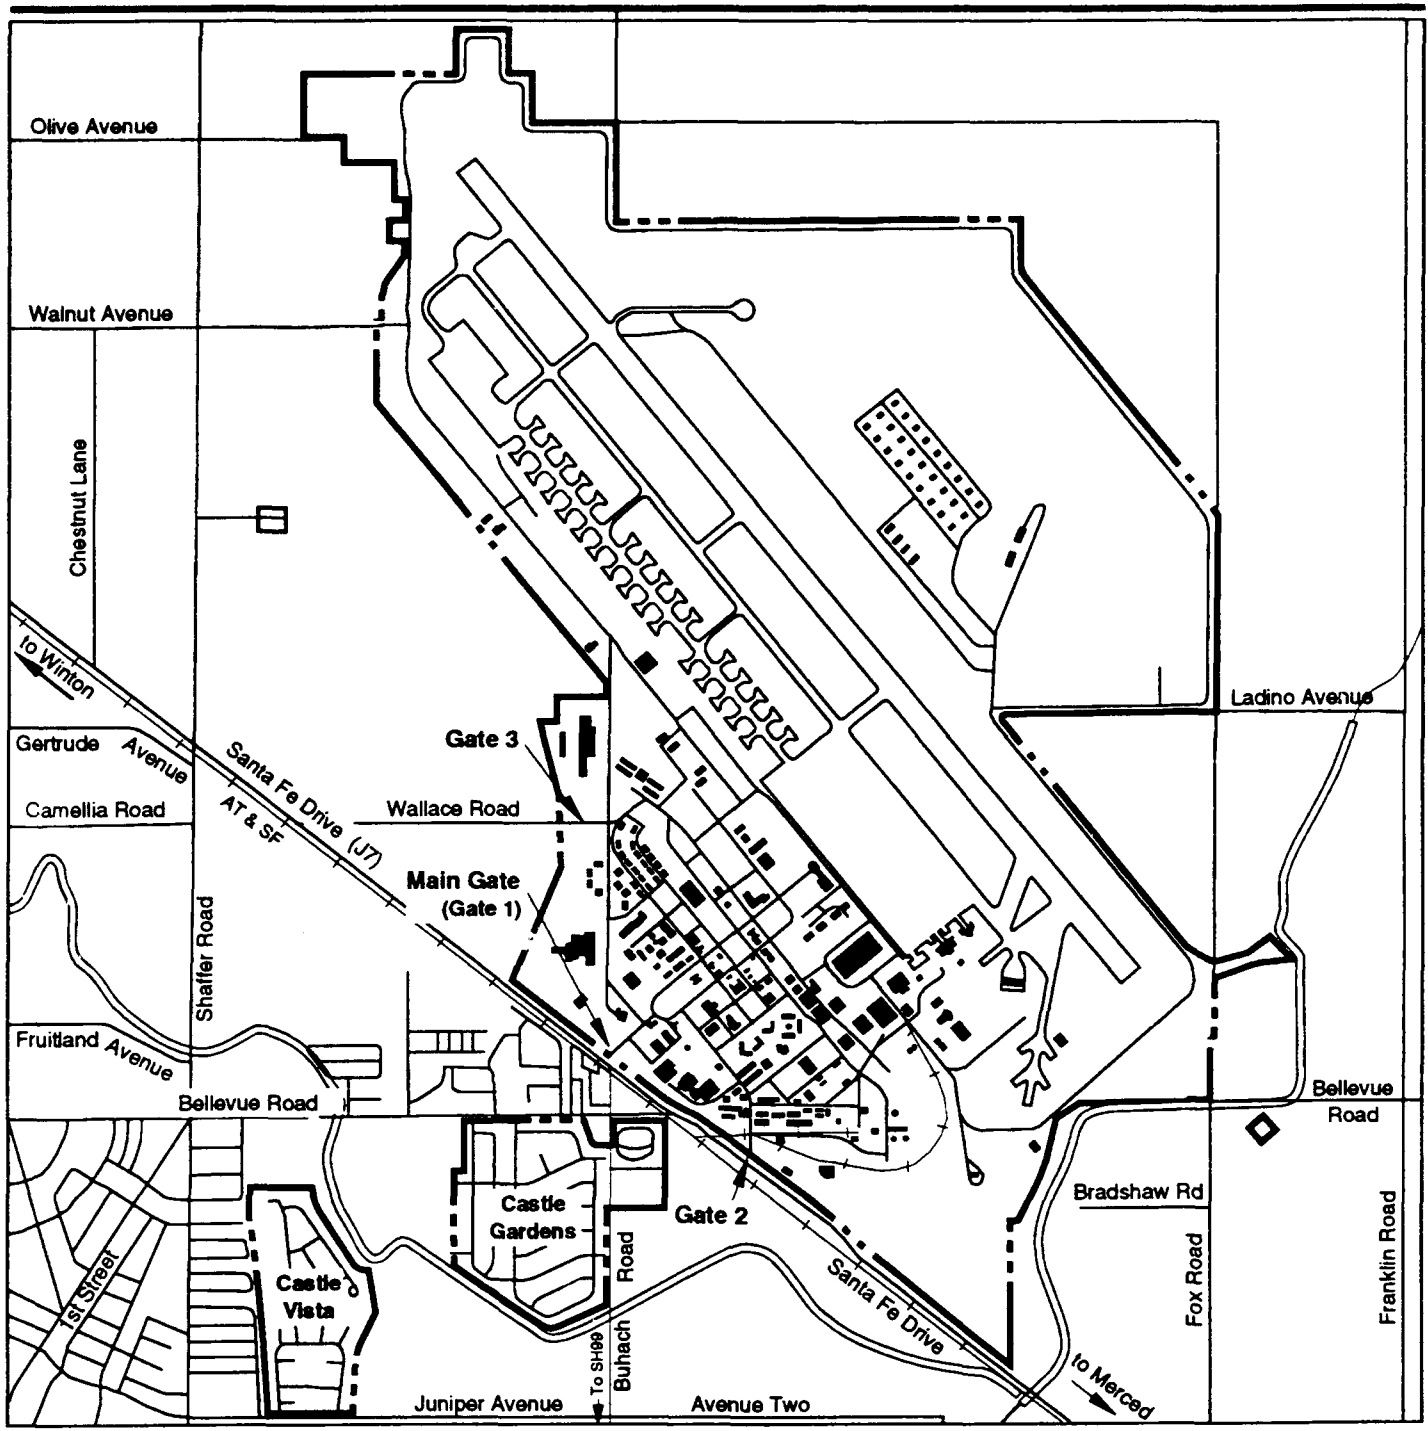 Olive Avenue
Walnut Avenue
Chestnut Lane
to Winton
Ladino Avenue
Gertrude Avenue
Santa Fe Drive (J7)
AT & SF
Gate 3
Camellia Road
Wallace Road
Main Gate
(Gate 1)
Shaffer Road
Fruitland Avenue
Bellevue Road
Bellevue
Road
Bradshaw Rd
Castle
Gardens
Gate 2
1st Street
Castle
Vista
Buhach Road
To SH99
Santa Fe Drive
Fox Road
Franklin Road
to Merced
Juniper Avenue
Avenue Two